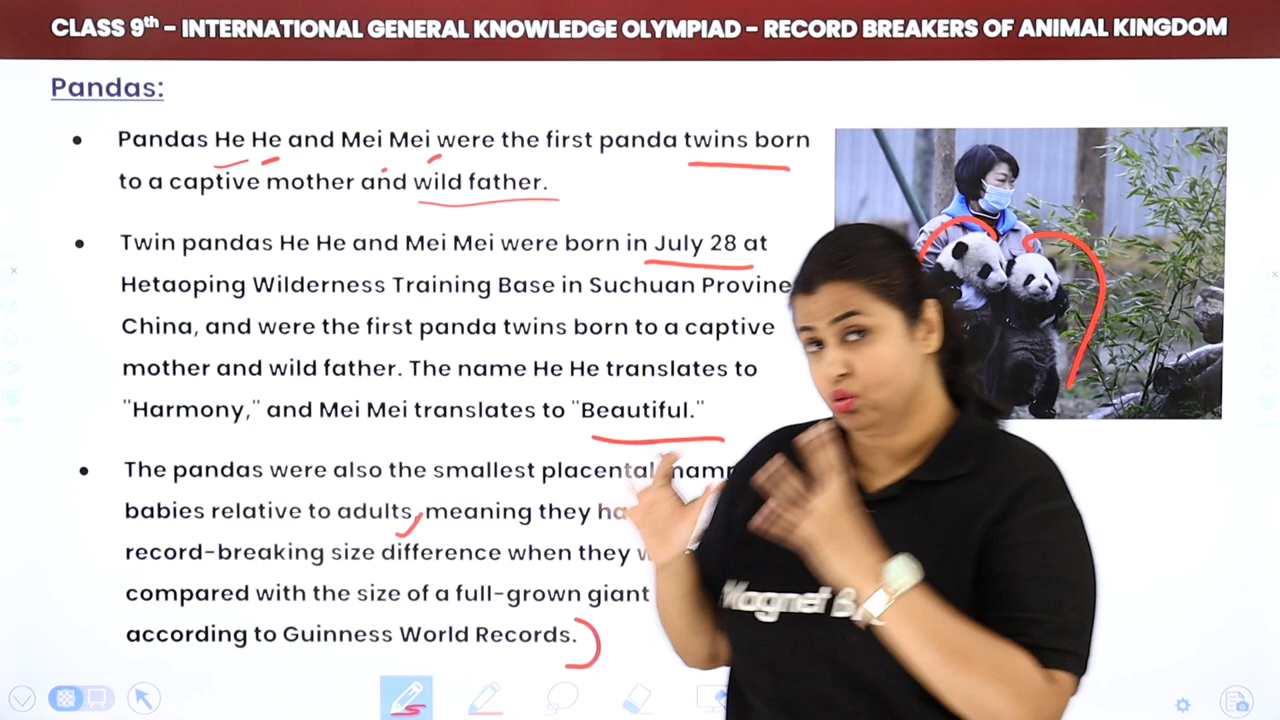 CLASS 9th - INTERNATIONAL GENERAL KNOWLEDGE OLYMPIAD - RECORD BREAKERS OF ANIMAL KINGDOM
Pandas:
• Pandas He He and Mei Mei were the first panda twins born
to a captive mother and wild father.
• Twin pandas He He and Mei Mei were born in July 28 at
Hetaoping Wilderness Training Base in Suchuan Provine
China, and were the first panda twins born to a captive
mother and wild father. The name He He translates to
"Harmony," and Mei Mei translates to "Beautiful."
• The pandas were also the smallest placental
babies relative to adults, meaning they
record-breaking size difference when they
compared with the size of a full-grown giant
according to Guinness World Records.
Magnet